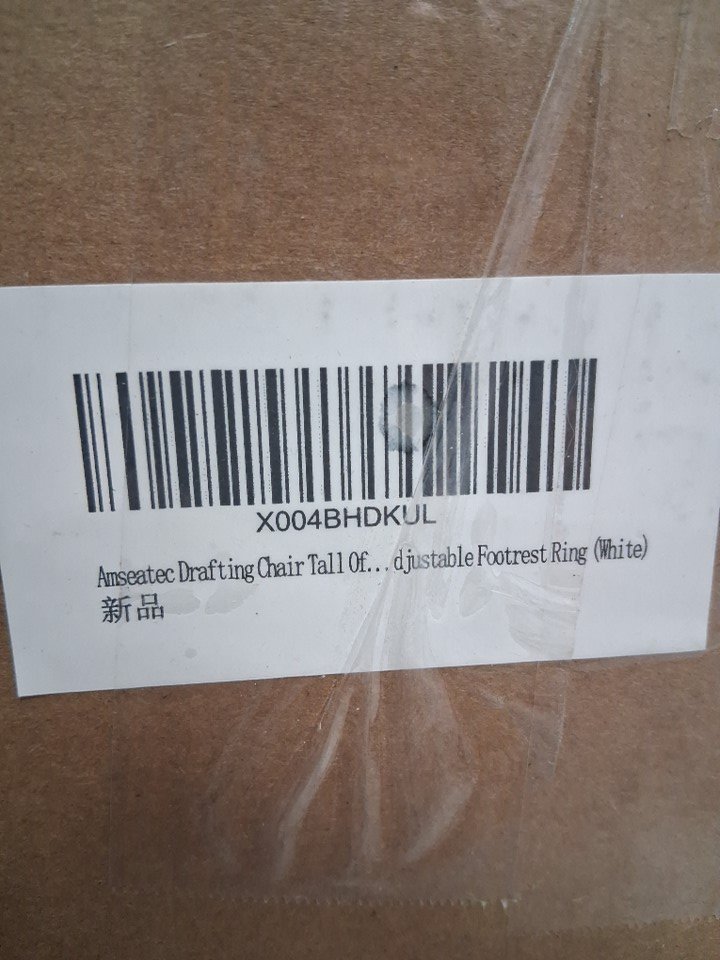 X004BHDKUL
Amseatec Drafting Chair Tall Of...djustable Footrest Ring (White)
新品